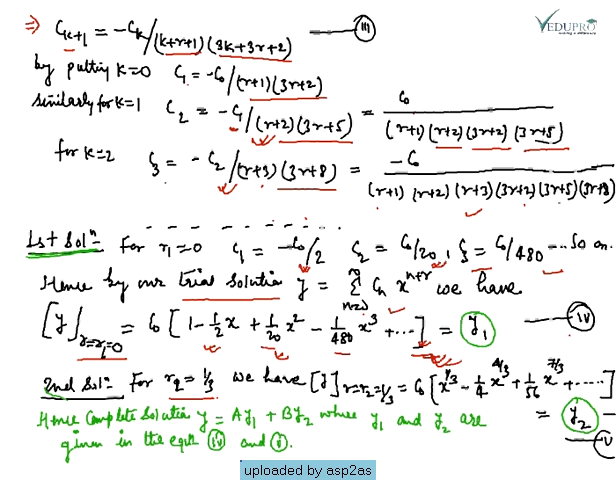 ⇒ C_{k+1} = -C_k/(k+r+1)(3k+3r+2) — (III)
VEDUPRO
by putting k=0 C_1 = -C_0/(r+1)(3r+2)
similarly for k=1 C_2 = -C_1/(r+2)(3r+5) = C_0/(r+1)(r+2)(3r+2)(3r+5)
for k=2 C_3 = -C_2/(r+3)(3r+8) = -C_0/(r+1)(r+2)(r+3)(3r+2)(3r+5)(3r+8)
1st Solⁿ For r_1=0 C_1 = -C_0/2 C_2 = C_0/20, C_3 = C_0/480 ... So on.
Hence by our trial solution y = Σ_{n=0}^{∞} C_n x^{n+r} we have
[y]_{r=r_1=0} = C_0 [1 - 1/2 x + 1/20 x² - 1/480 x³ + ....] = y_1 — (IV)
2nd Solⁿ: For r_2 = 1/3 we have [y]_{r=r_2=1/3} = C_0 [x^{1/3} - 1/4 x^{4/3} + 1/56 x^{7/3} + .....]
= y_2 — (V)
Hence Complete Solution y = Ay_1 + By_2 where y_1 and y_2 are
given in the eqⁿ (IV) and (V).
uploaded by asp2as